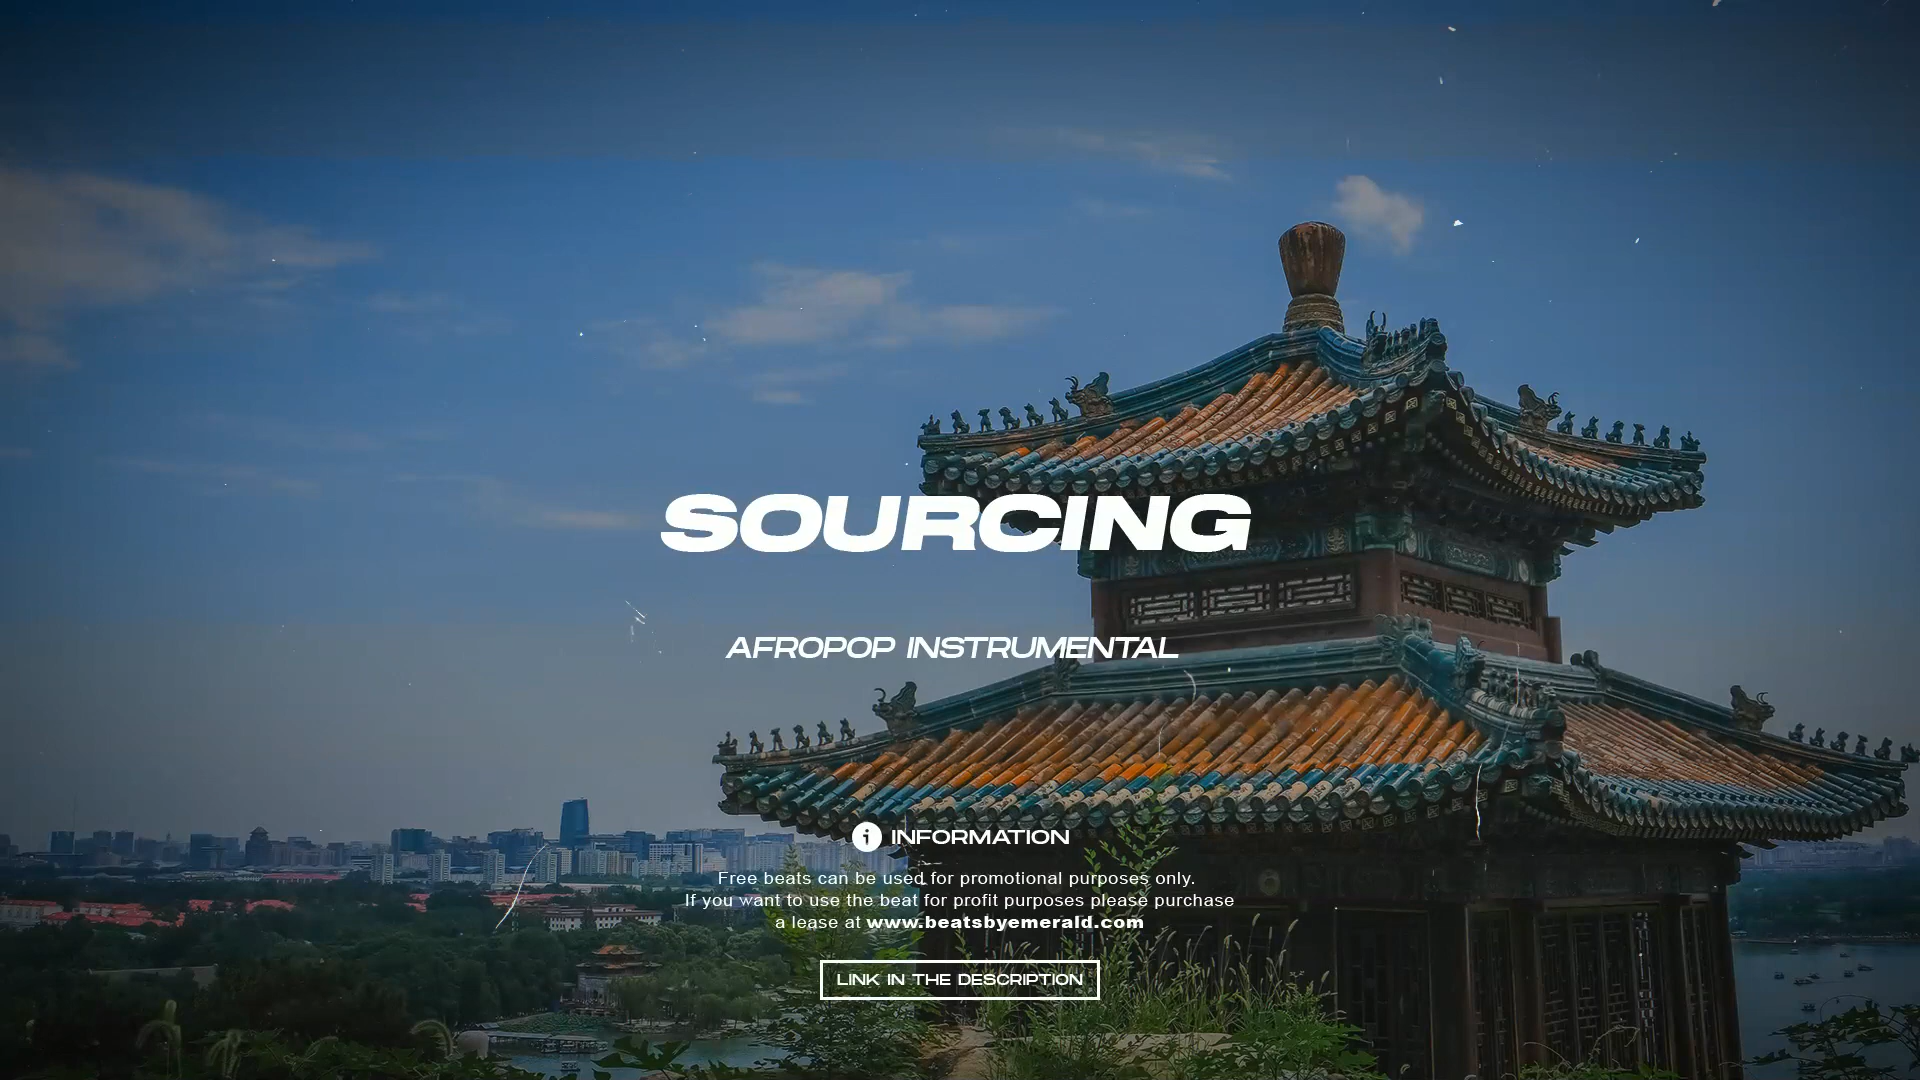 SOURCING
AFROPOP INSTRUMENTAL
INFORMATION
Free beats can be used for promotional purposes only.
If you want to use the beat for profit purposes please purchase
a lease at www.beatsbyemerald.com
LINK IN THE DESCRIPTION